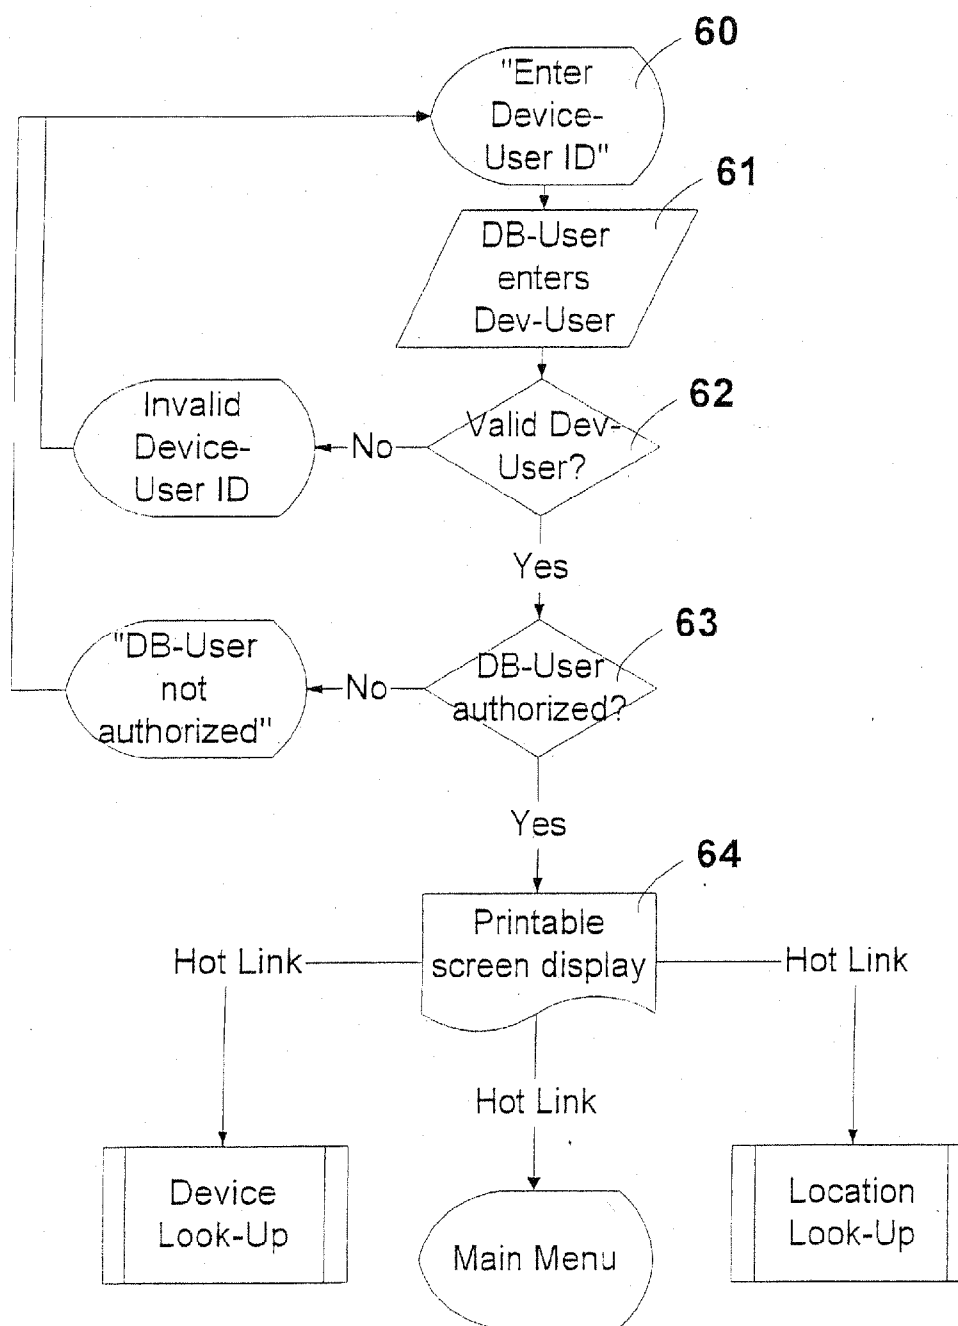 60
"Enter
Device-
User ID"
61
DB-User
enters
Dev-User
62
Valid Dev-
User?
No
Invalid
Device-
User ID
Yes
63
DB-User
authorized?
No
"DB-User
not
authorized"
Yes
64
Printable
screen display
Hot Link
Hot Link
Hot Link
Device
Look-Up
Main Menu
Location
Look-Up